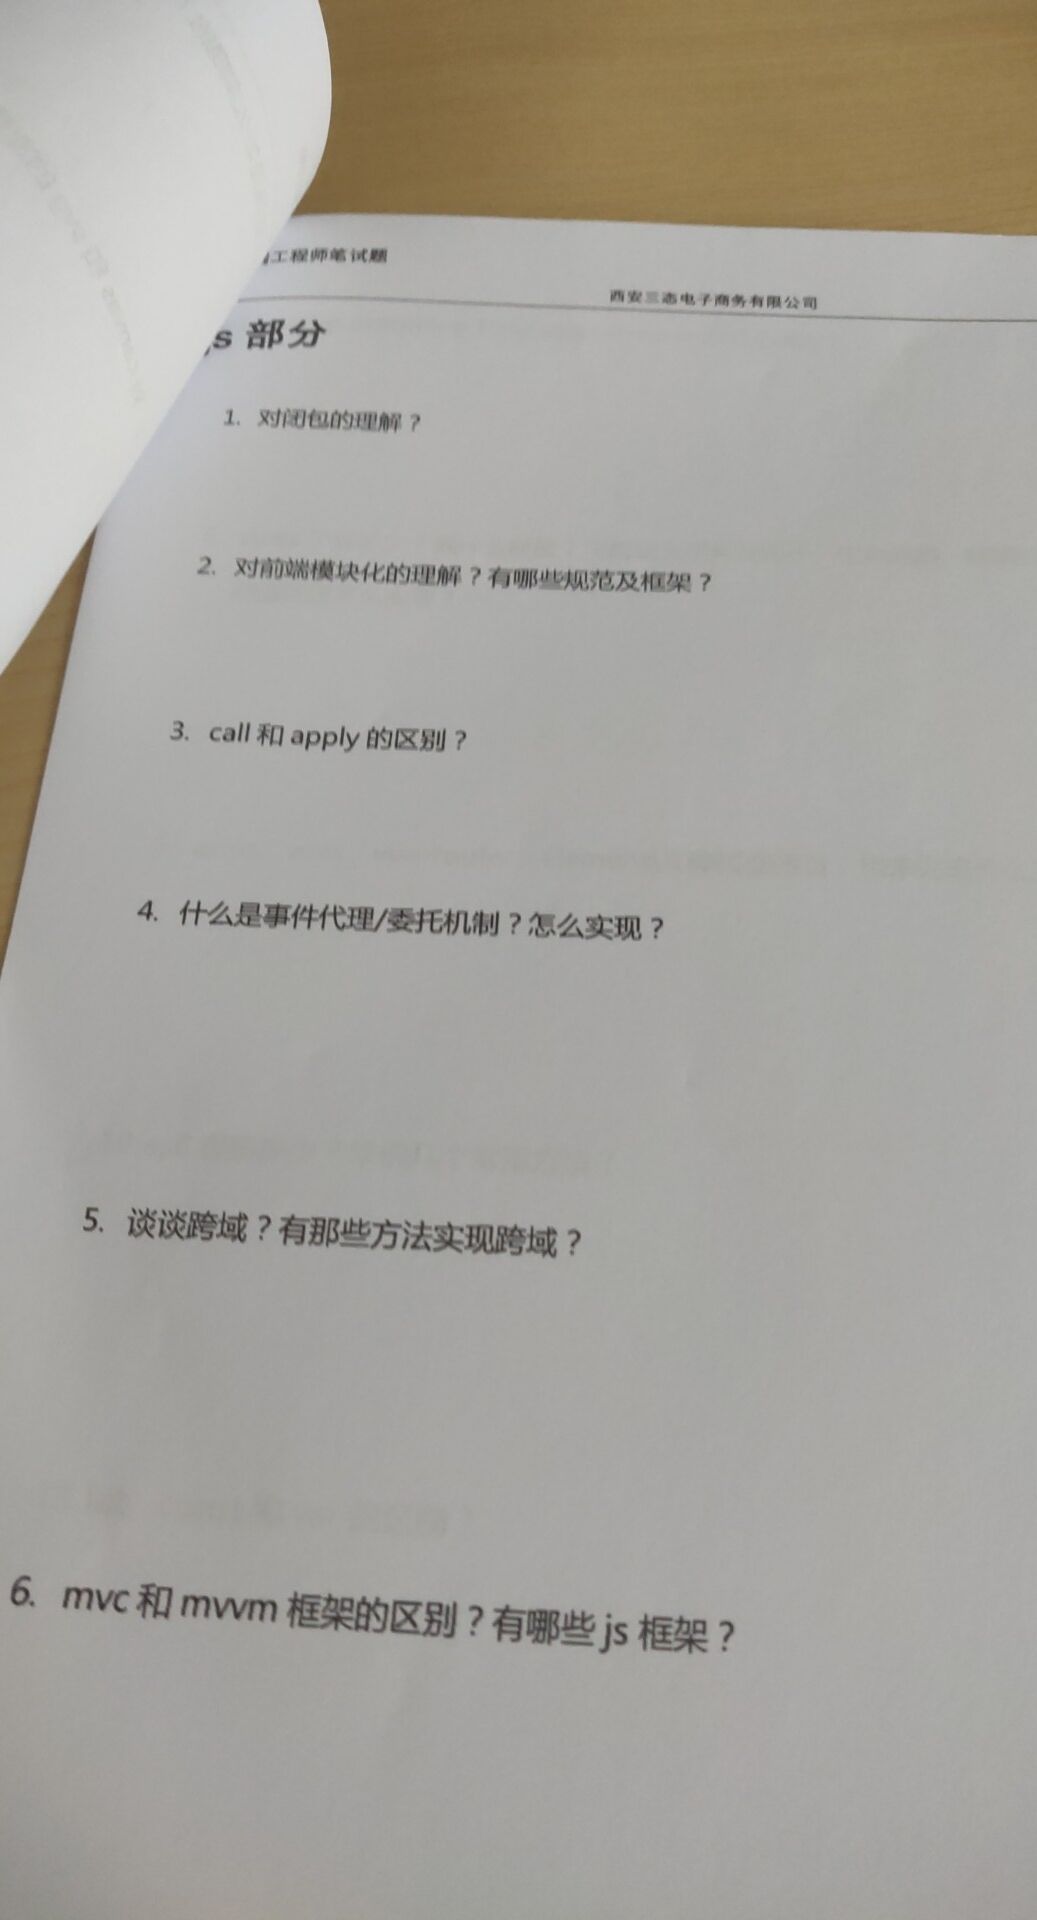 工程师笔试题
西安三态电子商务有限公司
js 部分
1. 对闭包的理解？
2. 对前端模块化的理解？有哪些规范及框架？
3. call 和 apply 的区别？
4. 什么是事件代理/委托机制？怎么实现？
5. 谈谈跨域？有那些方法实现跨域？
6. mvc 和 mvvm 框架的区别？有哪些 js 框架？